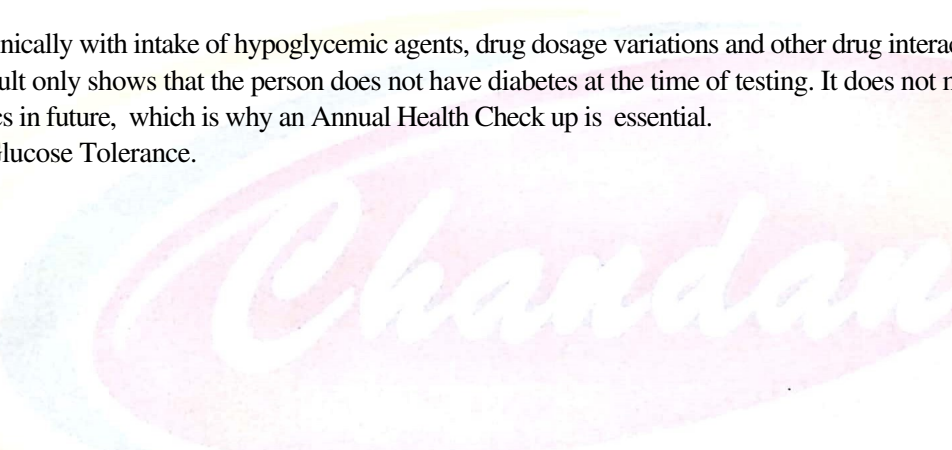 nically with intake of hypoglycemic agents, drug dosage variations and other drug interac
ult only shows that the person does not have diabetes at the time of testing. It does not m
cs in future,  which is why an Annual Health Check up is  essential.
Glucose Tolerance.
Chandan